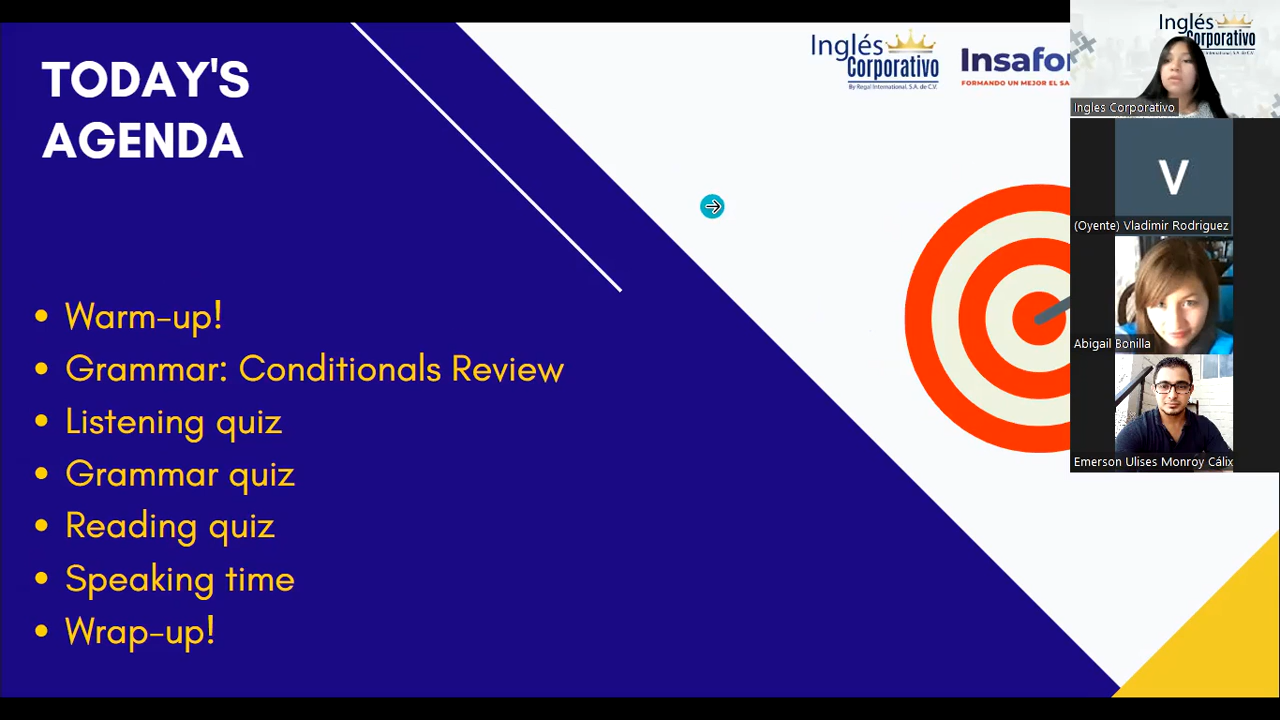 TODAY'S
AGENDA
Warm-up!
Grammar: Conditionals Review
Listening quiz
Grammar quiz
Reading quiz
Speaking time
Wrap-up!
Inglés
Corporativo
By Regal International, S.A. de C.V.
Insafo
FORMANDO UN MEJOR EL SA
Inglés
Corporativo
Ingles Corporativo
V
(Oyente) Vladimir Rodriguez
Abigail Bonilla
Emerson Ulises Monroy Cálix